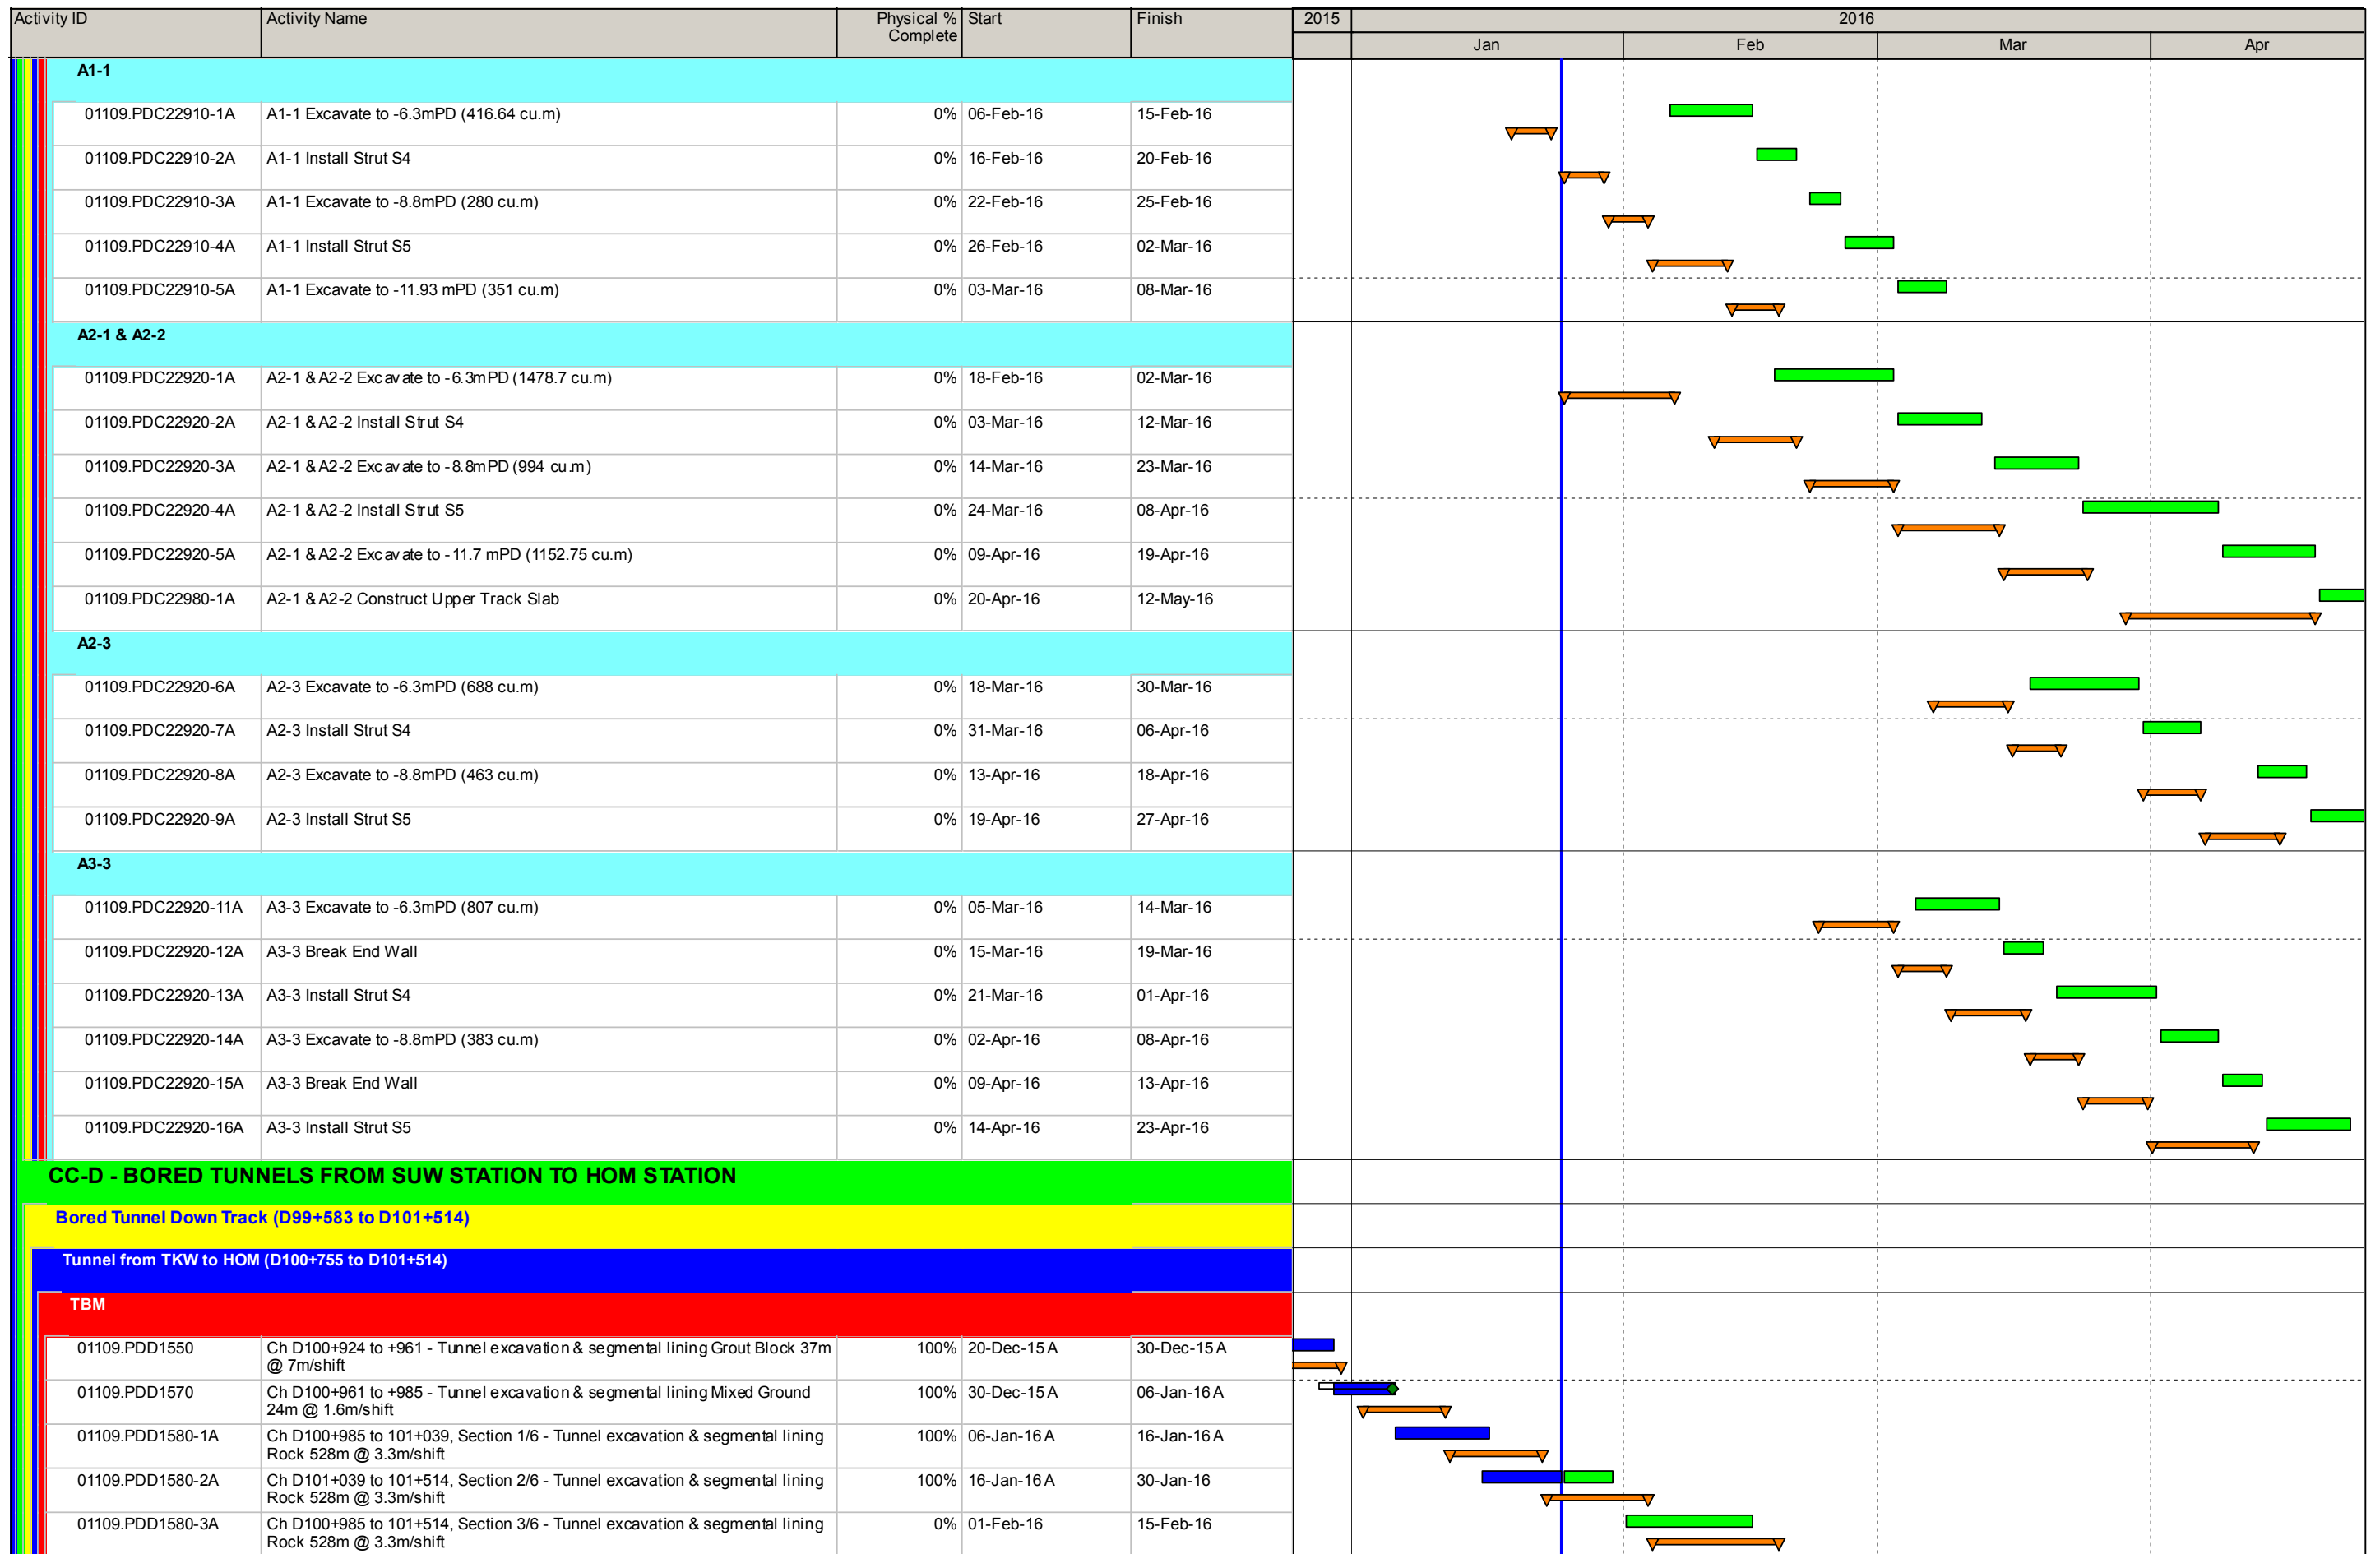 Activity ID Activity Name Physical % Complete Start Finish 2015 2016
Jan Feb Mar Apr
A1-1
01109.PDC22910-1A A1-1 Excavate to -6.3mPD (416.64 cu.m) 0% 06-Feb-16 15-Feb-16
01109.PDC22910-2A A1-1 Install Strut S4 0% 16-Feb-16 20-Feb-16
01109.PDC22910-3A A1-1 Excavate to -8.8mPD (280 cu.m) 0% 22-Feb-16 25-Feb-16
01109.PDC22910-4A A1-1 Install Strut S5 0% 26-Feb-16 02-Mar-16
01109.PDC22910-5A A1-1 Excavate to -11.93 mPD (351 cu.m) 0% 03-Mar-16 08-Mar-16
A2-1 & A2-2
01109.PDC22920-1A A2-1 & A2-2 Excavate to -6.3mPD (1478.7 cu.m) 0% 18-Feb-16 02-Mar-16
01109.PDC22920-2A A2-1 & A2-2 Install Strut S4 0% 03-Mar-16 12-Mar-16
01109.PDC22920-3A A2-1 & A2-2 Excavate to -8.8mPD (994 cu.m) 0% 14-Mar-16 23-Mar-16
01109.PDC22920-4A A2-1 & A2-2 Install Strut S5 0% 24-Mar-16 08-Apr-16
01109.PDC22920-5A A2-1 & A2-2 Excavate to -11.7 mPD (1152.75 cu.m) 0% 09-Apr-16 19-Apr-16
01109.PDC22980-1A A2-1 & A2-2 Construct Upper Track Slab 0% 20-Apr-16 12-May-16
A2-3
01109.PDC22920-6A A2-3 Excavate to -6.3mPD (688 cu.m) 0% 18-Mar-16 30-Mar-16
01109.PDC22920-7A A2-3 Install Strut S4 0% 31-Mar-16 06-Apr-16
01109.PDC22920-8A A2-3 Excavate to -8.8mPD (463 cu.m) 0% 13-Apr-16 18-Apr-16
01109.PDC22920-9A A2-3 Install Strut S5 0% 19-Apr-16 27-Apr-16
A3-3
01109.PDC22920-11A A3-3 Excavate to -6.3mPD (807 cu.m) 0% 05-Mar-16 14-Mar-16
01109.PDC22920-12A A3-3 Break End Wall 0% 15-Mar-16 19-Mar-16
01109.PDC22920-13A A3-3 Install Strut S4 0% 21-Mar-16 01-Apr-16
01109.PDC22920-14A A3-3 Excavate to -8.8mPD (383 cu.m) 0% 02-Apr-16 08-Apr-16
01109.PDC22920-15A A3-3 Break End Wall 0% 09-Apr-16 13-Apr-16
01109.PDC22920-16A A3-3 Install Strut S5 0% 14-Apr-16 23-Apr-16
CC-D - BORED TUNNELS FROM SUW STATION TO HOM STATION
Bored Tunnel Down Track (D99+583 to D101+514)
Tunnel from TKW to HOM (D100+755 to D101+514)
TBM
01109.PDD1550 Ch D100+924 to +961 - Tunnel excavation & segmental lining Grout Block 37m 100% 20-Dec-15 A 30-Dec-15 A
@ 7m/shift
01109.PDD1570 Ch D100+961 to +985 - Tunnel excavation & segmental lining Mixed Ground 100% 30-Dec-15 A 06-Jan-16 A
24m @ 1.6m/shift
01109.PDD1580-1A Ch D100+985 to 101+039, Section 1/6 - Tunnel excavation & segmental lining 100% 06-Jan-16 A 16-Jan-16 A
Rock 528m @ 3.3m/shift
01109.PDD1580-2A Ch D101+039 to 101+514, Section 2/6 - Tunnel excavation & segmental lining 100% 16-Jan-16 A 30-Jan-16
Rock 528m @ 3.3m/shift
01109.PDD1580-3A Ch D100+985 to 101+514, Section 3/6 - Tunnel excavation & segmental lining 0% 01-Feb-16 15-Feb-16
Rock 528m @ 3.3m/shift